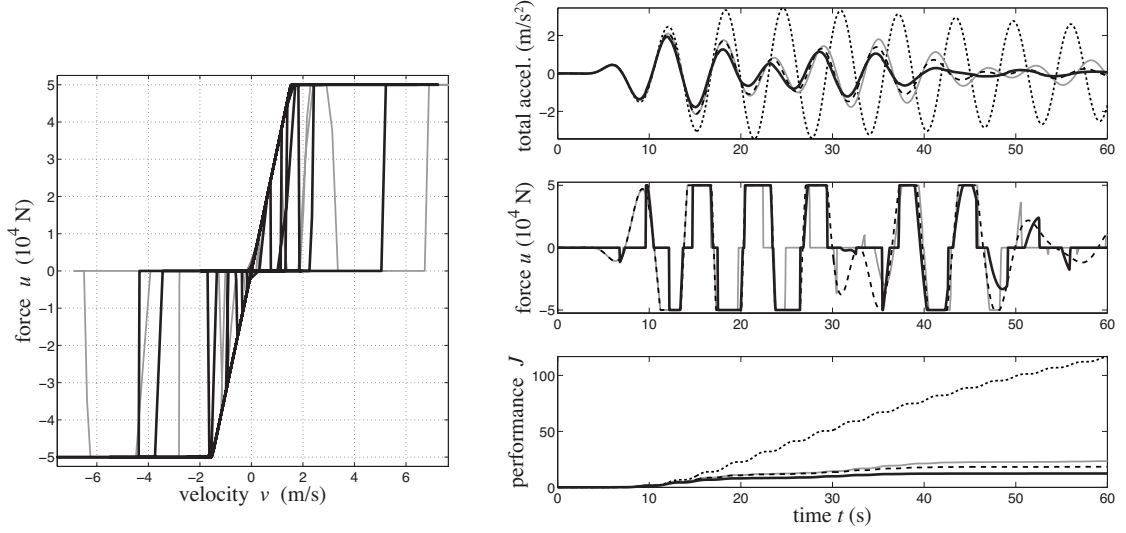 5
4
3
2
1
0
−1
−2
−3
−4
−5
force u (10⁴ N)
−6 −4 −2 0 2 4 6
velocity v (m/s)
2
0
−2
total accel. (m/s²)
0 10 20 30 40 50 60
5
0
−5
force u (10⁴ N)
0 10 20 30 40 50 60
100
50
0
performance J
0 10 20 30 40 50 60
time t (s)